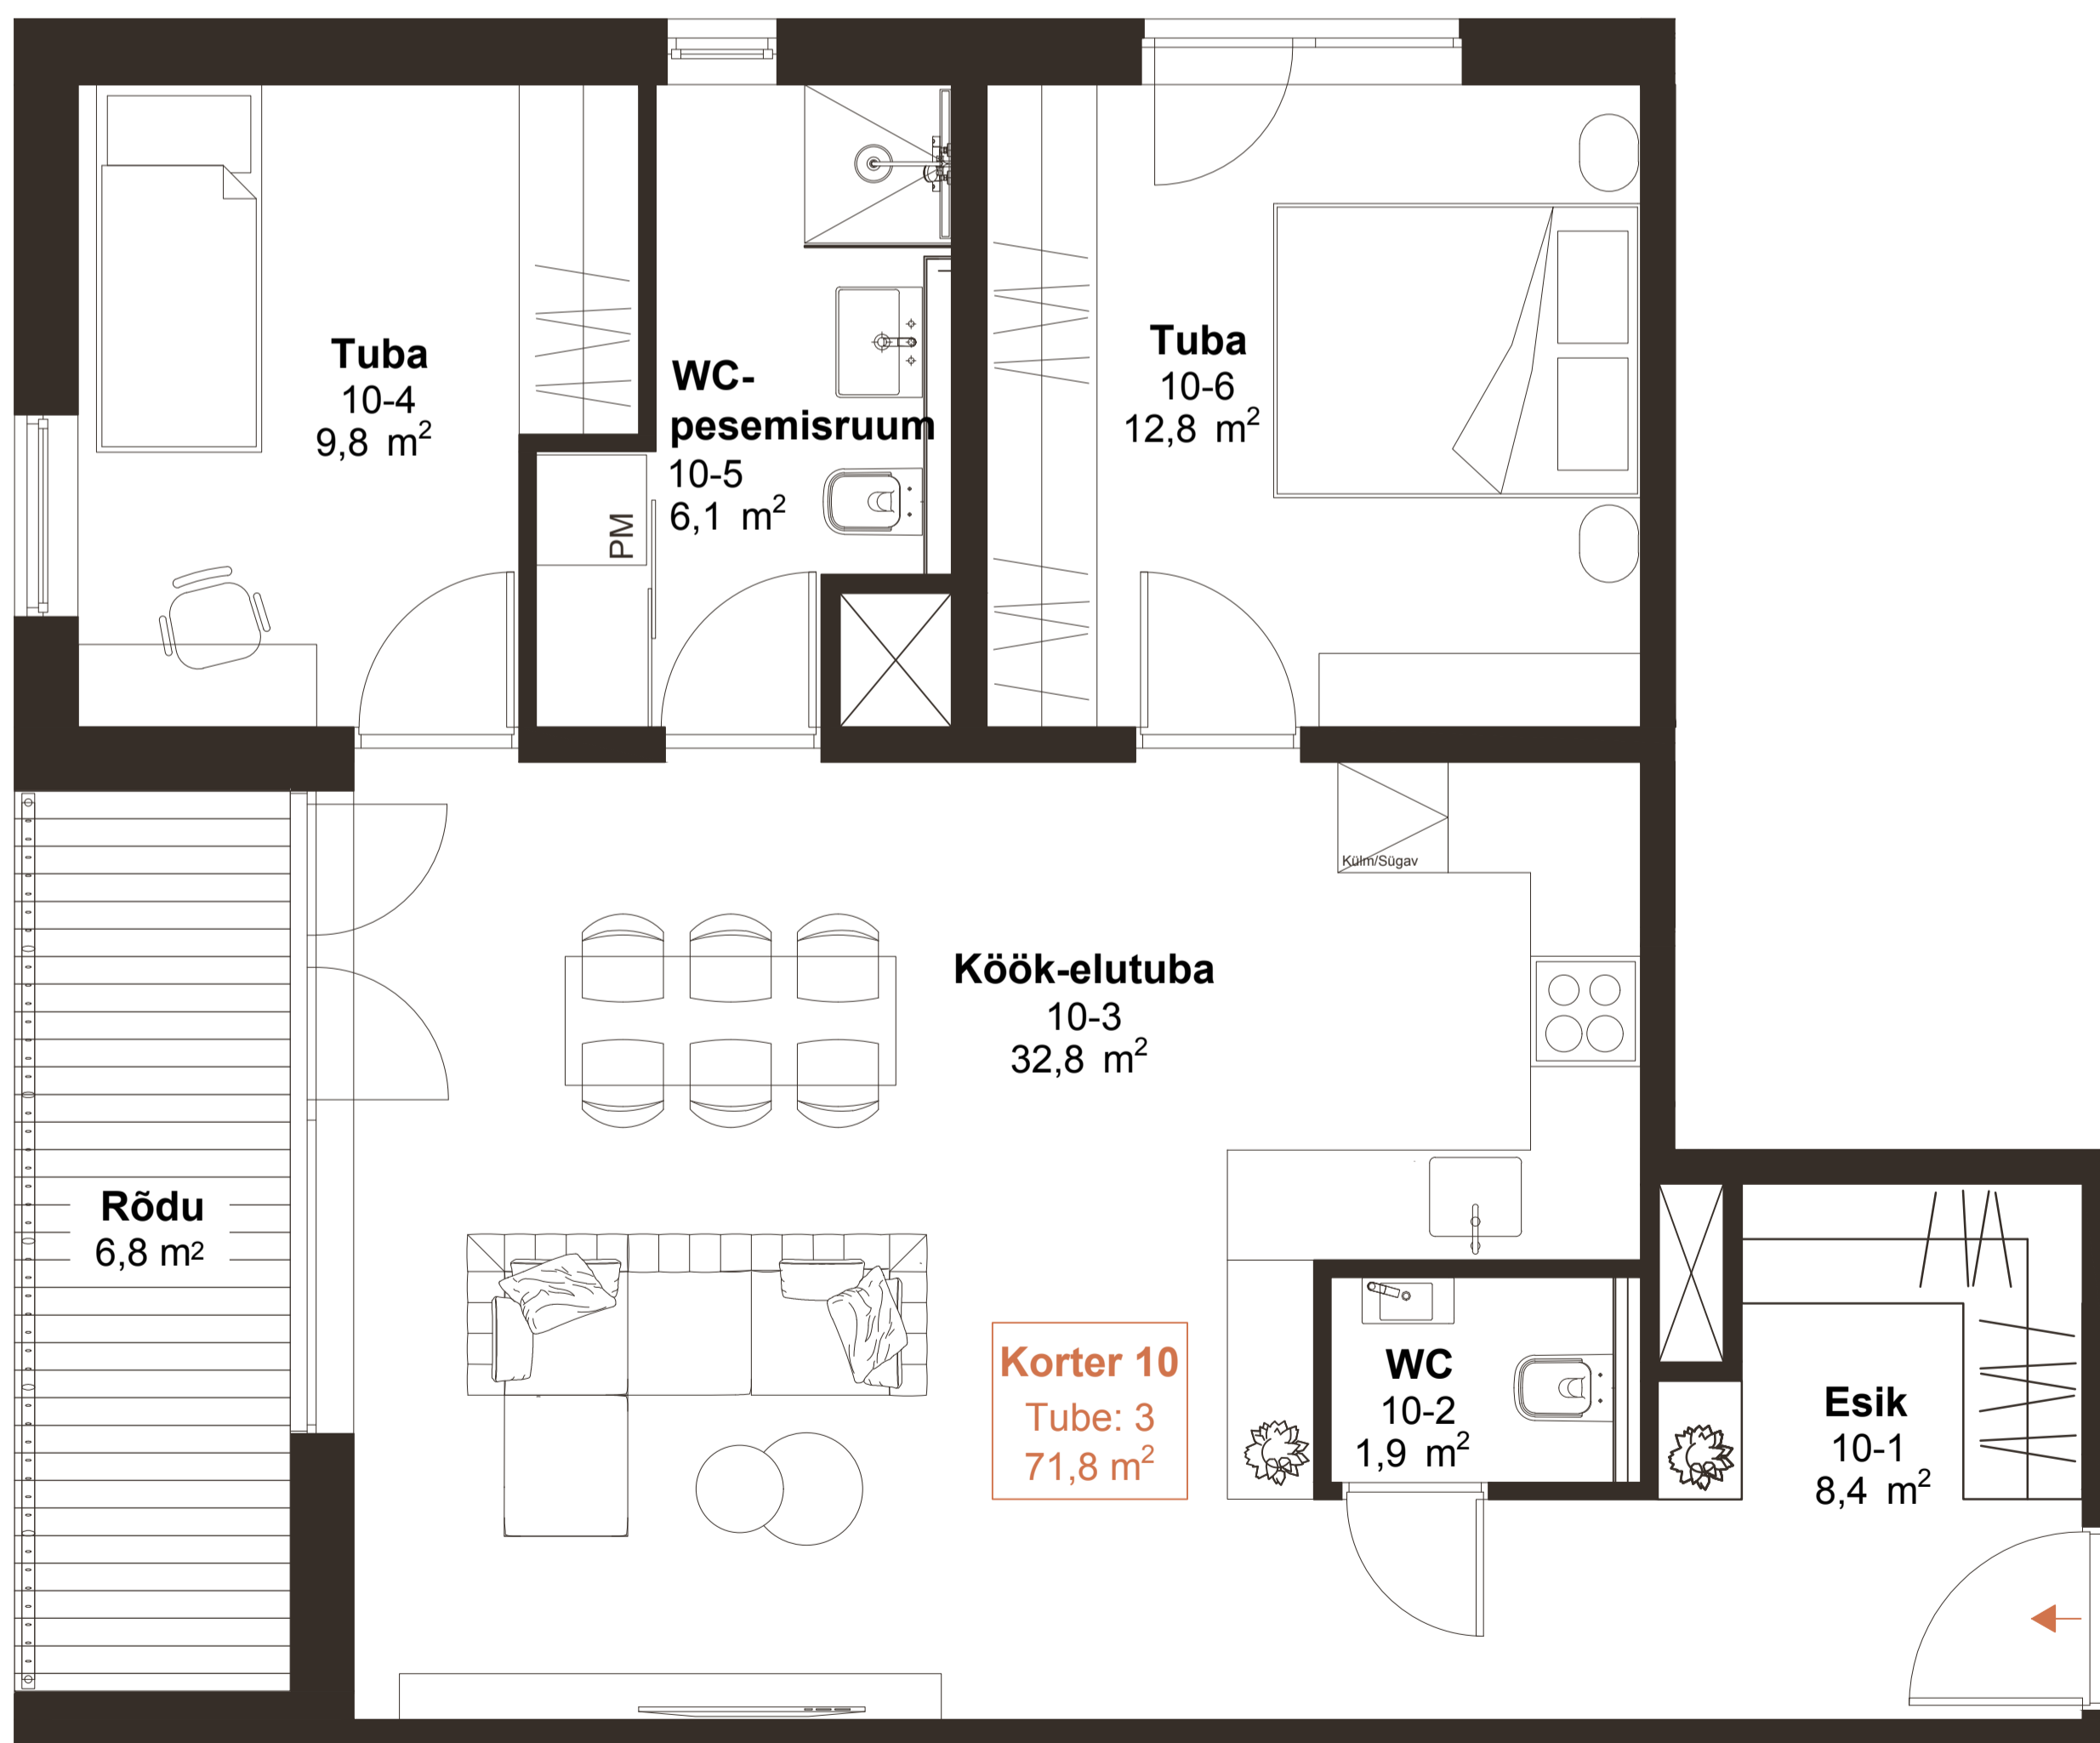 Tuba
10-4
9,8 m²
WC-
pesemisruum
10-5
6,1 m²
PM
Tuba
10-6
12,8 m²
Külm/Sügav
Köök-elutuba
10-3
32,8 m²
Rõdu
6,8 m²
Korter 10
Tube: 3
71,8 m²
WC
10-2
1,9 m²
Esik
10-1
8,4 m²